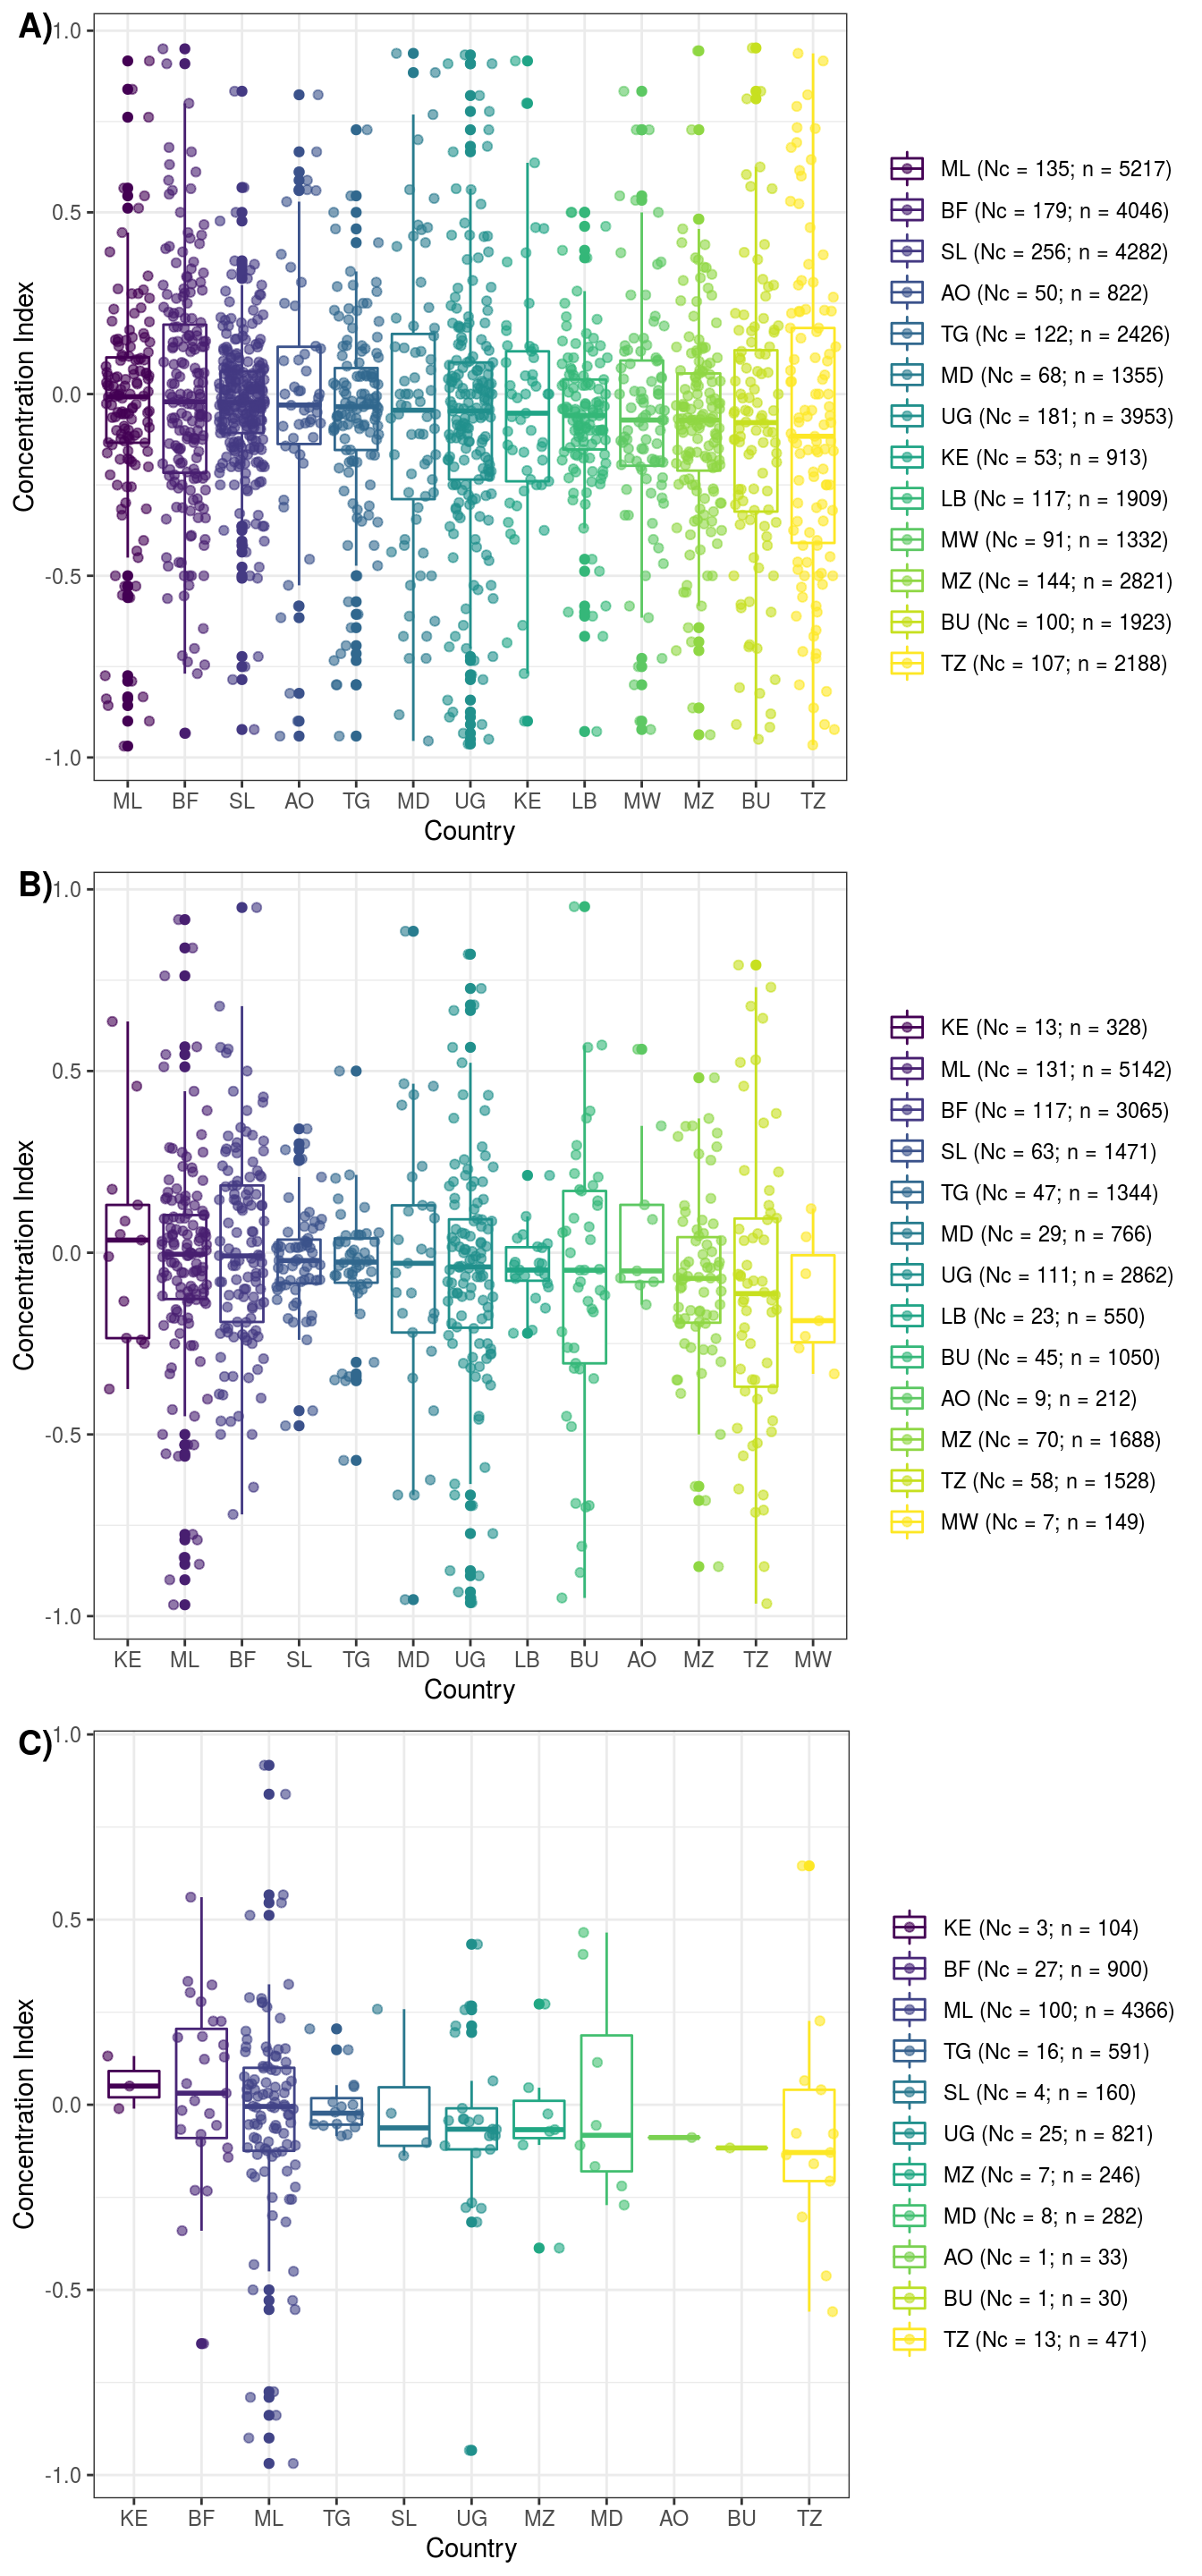 A)
1.0
0.5
0.0
-0.5
-1.0
Concentration Index
ML BF SL AO TG MD UG KE LB MW MZ BU TZ
Country
ML (Nc = 135; n = 5217)
BF (Nc = 179; n = 4046)
SL (Nc = 256; n = 4282)
AO (Nc = 50; n = 822)
TG (Nc = 122; n = 2426)
MD (Nc = 68; n = 1355)
UG (Nc = 181; n = 3953)
KE (Nc = 53; n = 913)
LB (Nc = 117; n = 1909)
MW (Nc = 91; n = 1332)
MZ (Nc = 144; n = 2821)
BU (Nc = 100; n = 1923)
TZ (Nc = 107; n = 2188)
B)
1.0
0.5
0.0
-0.5
-1.0
Concentration Index
KE ML BF SL TG MD UG LB BU AO MZ TZ MW
Country
KE (Nc = 13; n = 328)
ML (Nc = 131; n = 5142)
BF (Nc = 117; n = 3065)
SL (Nc = 63; n = 1471)
TG (Nc = 47; n = 1344)
MD (Nc = 29; n = 766)
UG (Nc = 111; n = 2862)
LB (Nc = 23; n = 550)
BU (Nc = 45; n = 1050)
AO (Nc = 9; n = 212)
MZ (Nc = 70; n = 1688)
TZ (Nc = 58; n = 1528)
MW (Nc = 7; n = 149)
C)
1.0
0.5
0.0
-0.5
-1.0
Concentration Index
KE BF ML TG SL UG MZ MD AO BU TZ
Country
KE (Nc = 3; n = 104)
BF (Nc = 27; n = 900)
ML (Nc = 100; n = 4366)
TG (Nc = 16; n = 591)
SL (Nc = 4; n = 160)
UG (Nc = 25; n = 821)
MZ (Nc = 7; n = 246)
MD (Nc = 8; n = 282)
AO (Nc = 1; n = 33)
BU (Nc = 1; n = 30)
TZ (Nc = 13; n = 471)